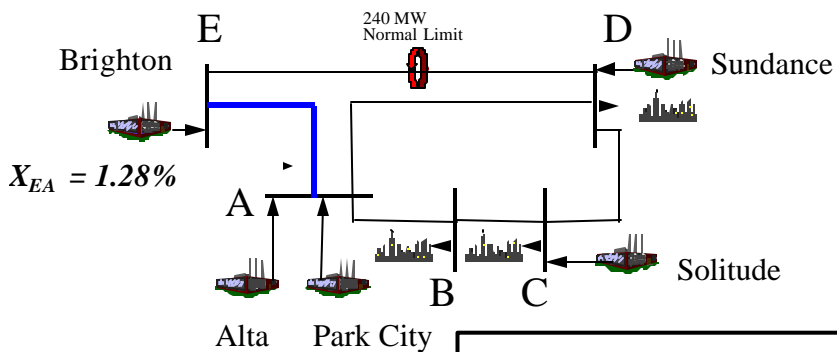 240 MW
Normal Limit
E
D
Brighton
Sundance
X_EA = 1.28%
A
B
C
Solitude
Alta
Park City